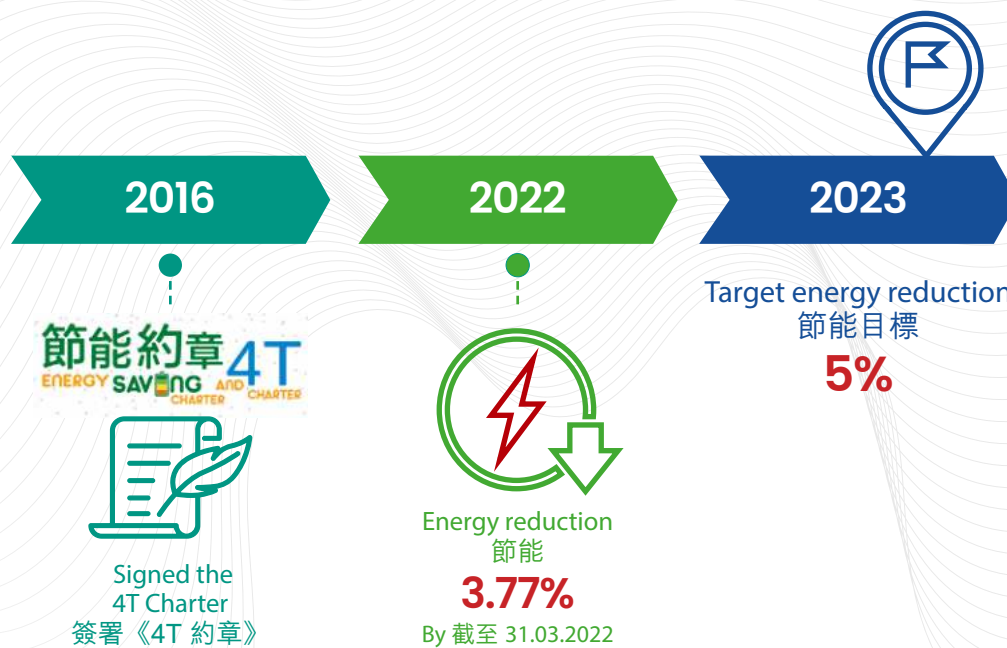 2016
2022
2023
節能約章 4T
ENERGY SAVING CHARTER AND CHARTER
Signed the
4T Charter
簽署《4T 約章》
Energy reduction
節能
3.77%
By 截至 31.03.2022
Target energy reduction
節能目標
5%